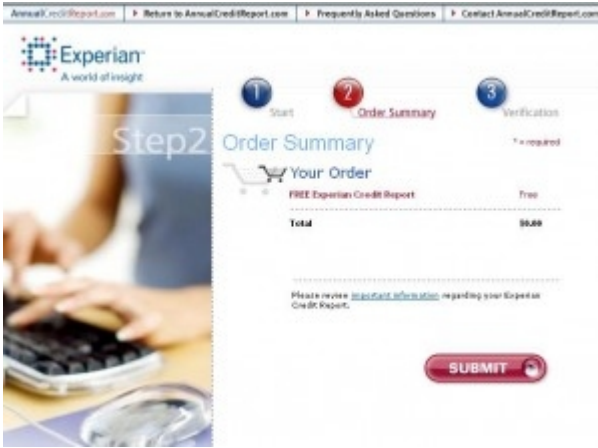 AnnualCreditReport.com Return to AnnualCreditReport.com Frequently Asked Questions Contact AnnualCreditReport.com
Experian
A world of insight
1 2 3
Start Order Summary Verification
Step2
Order Summary * = required
Your Order
FREE Experian Credit Report Free
Total $0.00
Please review important information regarding your Experian
Credit Report.
SUBMIT